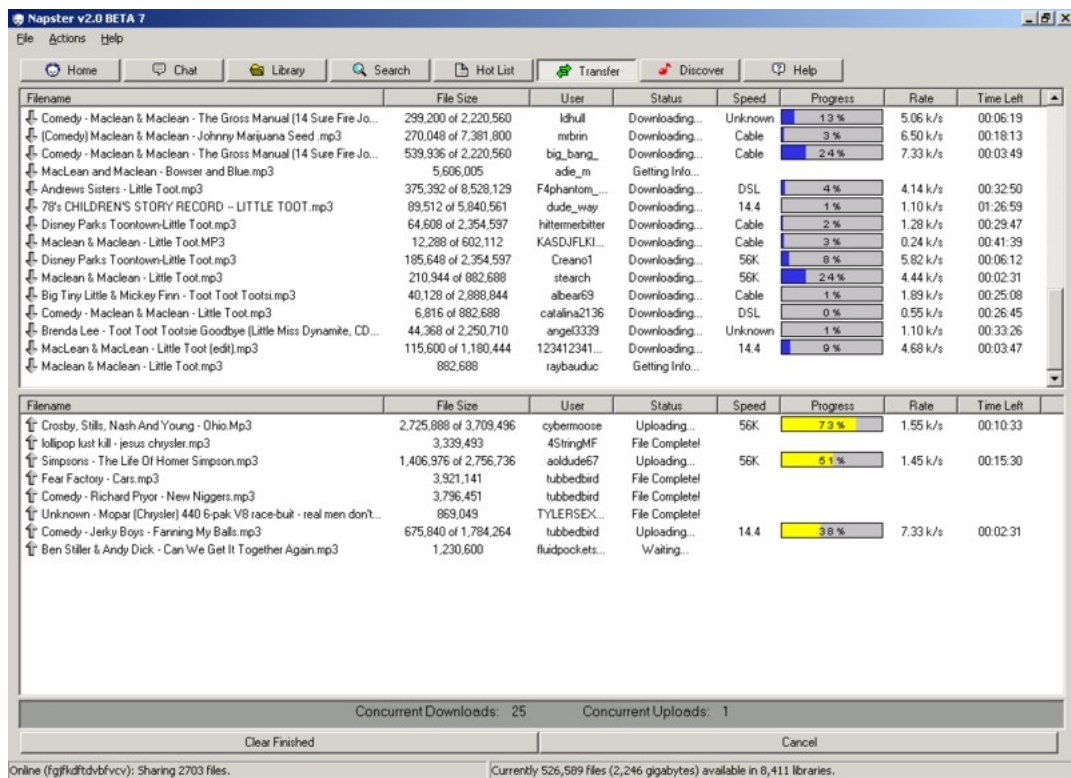 Napster v2.0 BETA 7
File Actions Help
Home Chat Library Search Hot List Transfer Discover Help
Filename File Size User Status Speed Progress Rate Time Left
Comedy - Maclean & Maclean - The Gross Manual (14 Sure Fire Jo... 299,200 of 2,220,560 ldhull Downloading... Unknown 13% 5.06 k/s 00:06:19
(Comedy) Maclean & Maclean - Johnny Marijuana Seed .mp3 270,048 of 7,381,800 mrbrin Downloading... Cable 3% 6.50 k/s 00:18:13
Comedy - Maclean & Maclean - The Gross Manual (14 Sure Fire Jo... 539,936 of 2,220,560 big_bang_ Downloading... Cable 24% 7.33 k/s 00:03:49
MacLean and Maclean - Bowser and Blue.mp3 5,606,005 adie_m Getting Info...
Andrews Sisters - Little Toot.mp3 375,392 of 8,528,129 F4phantom_... Downloading... DSL 4% 4.14 k/s 00:32:50
78's CHILDREN'S STORY RECORD -- LITTLE TOOT.mp3 89,512 of 5,840,561 dude_way Downloading... 14.4 1% 1.10 k/s 01:26:59
Disney Parks Toontown-Little Toot.mp3 64,608 of 2,354,597 hittermerbitter Downloading... Cable 2% 1.28 k/s 00:29:47
Maclean & Maclean - Little Toot.MP3 12,288 of 602,112 KASDJFLKI... Downloading... Cable 3% 0.24 k/s 00:41:39
Disney Parks Toontown-Little Toot.mp3 185,648 of 2,354,597 Creano1 Downloading... 56K 8% 5.82 k/s 00:06:12
Maclean & Maclean - Little Toot.mp3 210,944 of 882,688 stearch Downloading... 56K 24% 4.44 k/s 00:02:31
Big Tiny Little & Mickey Finn - Toot Toot Tootsi.mp3 40,128 of 2,888,844 albear69 Downloading... Cable 1% 1.89 k/s 00:25:08
Comedy - Maclean & Maclean - Little Toot.mp3 6,816 of 882,688 catalina2136 Downloading... DSL 0% 0.55 k/s 00:26:45
Brenda Lee - Toot Toot Tootsie Goodbye (Little Miss Dynamite, CD... 44,368 of 2,250,710 angel3339 Downloading... Unknown 1% 1.10 k/s 00:33:26
MacLean & MacLean - Little Toot (edit).mp3 115,600 of 1,180,444 123412341... Downloading... 14.4 9% 4.68 k/s 00:03:47
Maclean & Maclean - Little Toot.mp3 882,688 raybauduc Getting Info...
Filename File Size User Status Speed Progress Rate Time Left
Crosby, Stills, Nash And Young - Ohio.Mp3 2,725,888 of 3,709,496 cybermoose Uploading... 56K 73% 1.55 k/s 00:10:33
lollipop lust kill - jesus chrysler.mp3 3,339,493 4StringMF File Complete!
Simpsons - The Life Of Homer Simpson.mp3 1,406,976 of 2,756,736 aoldude67 Uploading... 56K 51% 1.45 k/s 00:15:30
Fear Factory - Cars.mp3 3,921,141 tubbedbird File Complete!
Comedy - Richard Pryor - New Niggers.mp3 3,796,451 tubbedbird File Complete!
Unknown - Mopar (Chrysler) 440 6-pak V8 race-buit - real men don't... 869,049 TYLERSEX... File Complete!
Comedy - Jerky Boys - Fanning My Balls.mp3 675,840 of 1,784,264 tubbedbird Uploading... 14.4 38% 7.33 k/s 00:02:31
Ben Stiller & Andy Dick - Can We Get It Together Again.mp3 1,230,600 fluidpockets... Waiting...
Concurrent Downloads: 25 Concurrent Uploads: 1
Clear Finished Cancel
Online (fgjfkdftdvbfvcv): Sharing 2703 files. Currently 526,589 files (2,246 gigabytes) available in 8,411 libraries.